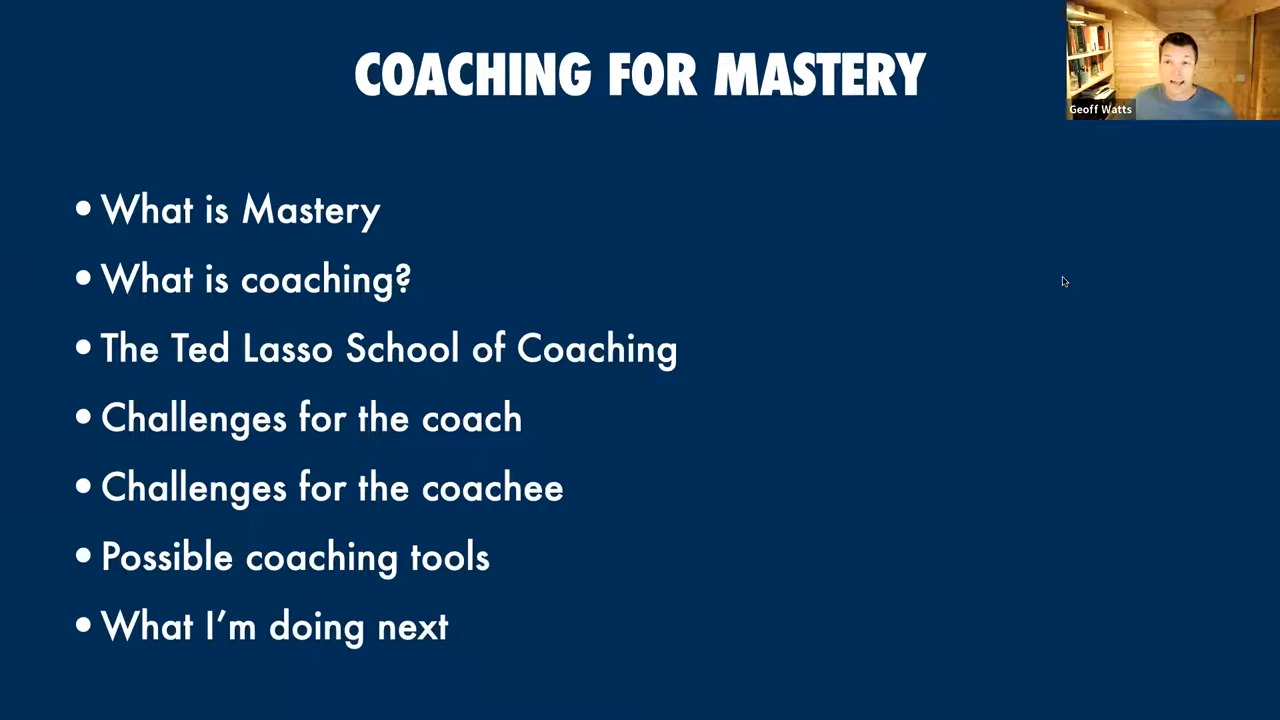 COACHING FOR MASTERY
Geoff Watts
•What is Mastery
•What is coaching?
•The Ted Lasso School of Coaching
•Challenges for the coach
•Challenges for the coachee
•Possible coaching tools
•What I’m doing next